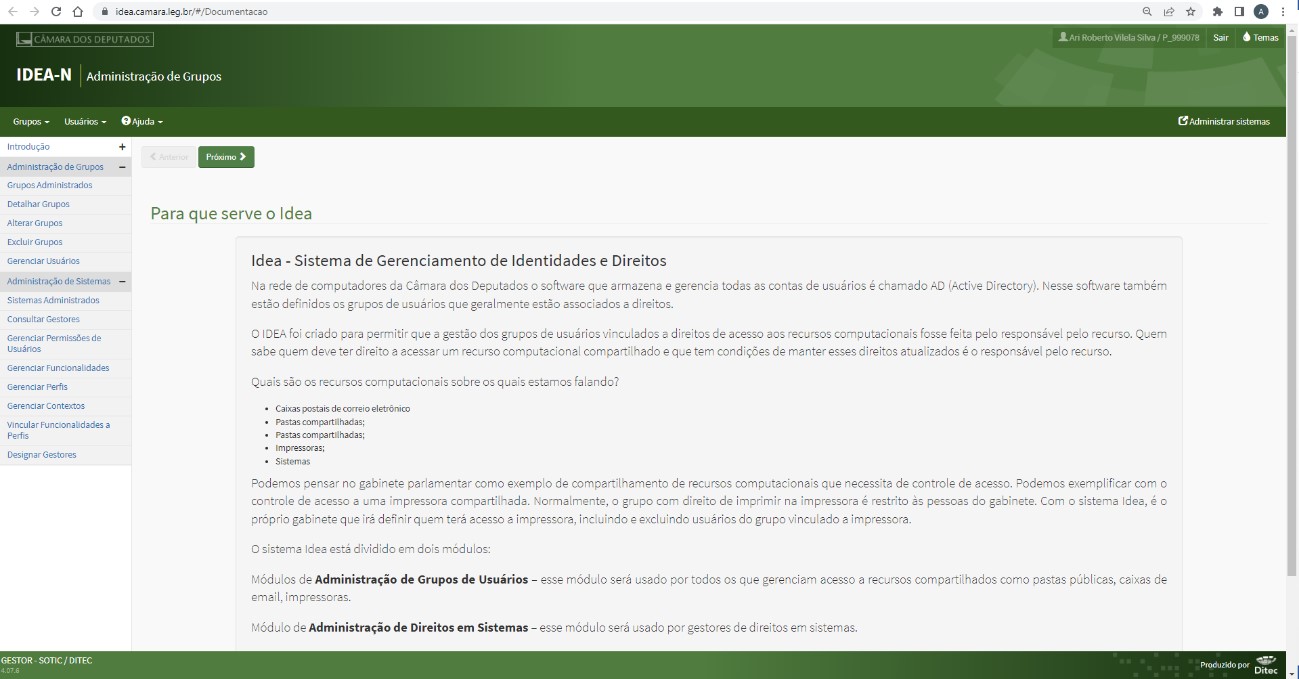 idea.camara.leg.br/#/Documentacao
A
CÂMARA DOS DEPUTADOS
Ari Roberto Vilela Silva / P_999078
Sair
Temas
IDEA-N
Administração de Grupos
Grupos
Usuários
Ajuda
Administrar sistemas
Introdução
Administração de Grupos
Grupos Administrados
Detalhar Grupos
Alterar Grupos
Excluir Grupos
Gerenciar Usuários
Administração de Sistemas
Sistemas Administrados
Consultar Gestores
Gerenciar Permissões de
Usuários
Gerenciar Funcionalidades
Gerenciar Perfis
Gerenciar Contextos
Vincular Funcionalidades a
Perfis
Designar Gestores
Anterior
Próximo
Para que serve o Idea
Idea - Sistema de Gerenciamento de Identidades e Direitos
Na rede de computadores da Câmara dos Deputados o software que armazena e gerencia todas as contas de usuários é chamado AD (Active Directory). Nesse software também
estão definidos os grupos de usuários que geralmente estão associados a direitos.
O IDEA foi criado para permitir que a gestão dos grupos de usuários vinculados a direitos de acesso aos recursos computacionais fosse feita pelo responsável pelo recurso. Quem
sabe quem deve ter direito a acessar um recurso computacional compartilhado e que tem condições de manter esses direitos atualizados é o responsável pelo recurso.
Quais são os recursos computacionais sobre os quais estamos falando?
• Caixas postais de correio eletrônico
• Pastas compartilhadas;
• Pastas compartilhadas;
• Impressoras;
• Sistemas
Podemos pensar no gabinete parlamentar como exemplo de compartilhamento de recursos computacionais que necessita de controle de acesso. Podemos exemplificar com o
controle de acesso a uma impressora compartilhada. Normalmente, o grupo com direito de imprimir na impressora é restrito às pessoas do gabinete. Com o sistema Idea, é o
próprio gabinete que irá definir quem terá acesso a impressora, incluindo e excluindo usuários do grupo vinculado a impressora.
O sistema Idea está dividido em dois módulos:
Módulos de Administração de Grupos de Usuários – esse módulo será usado por todos os que gerenciam acesso a recursos compartilhados como pastas públicas, caixas de
email, impressoras.
Módulo de Administração de Direitos em Sistemas – esse módulo será usado por gestores de direitos em sistemas.
GESTOR - SOTIC / DITEC
4.07.6
Produzido por
Ditec